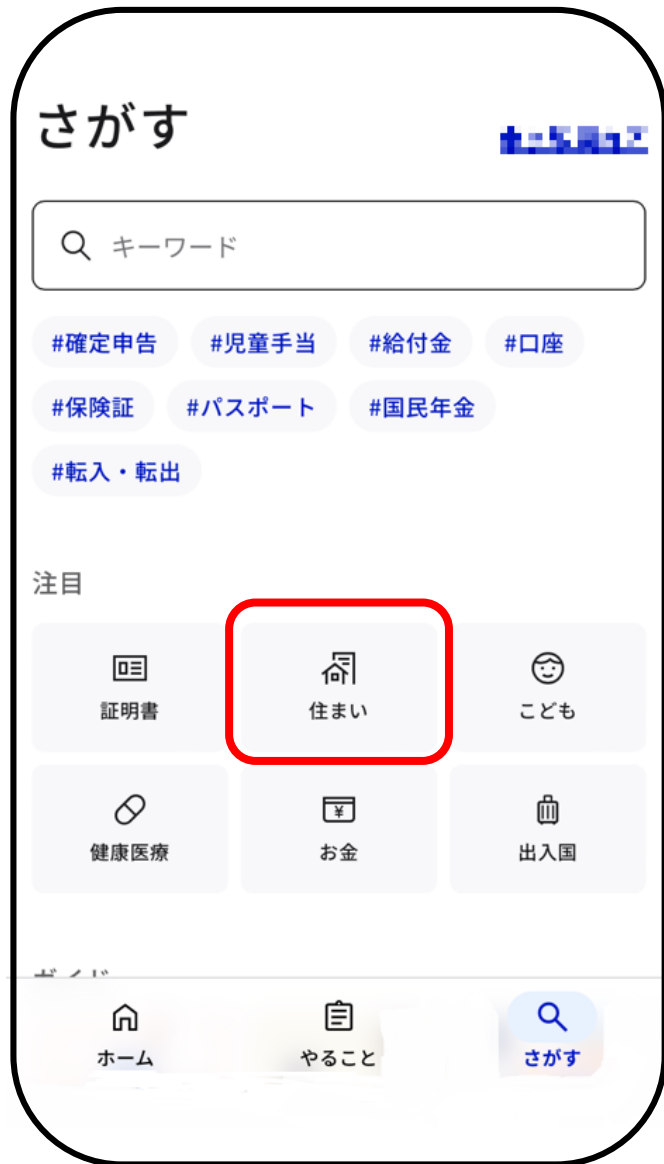 さがす
キーワード
#確定申告 #児童手当 #給付金 #口座
#保険証 #パスポート #国民年金
#転入・転出
注目
証明書 住まい こども
健康医療 お金 出入国
ガイド
ホーム やること さがす